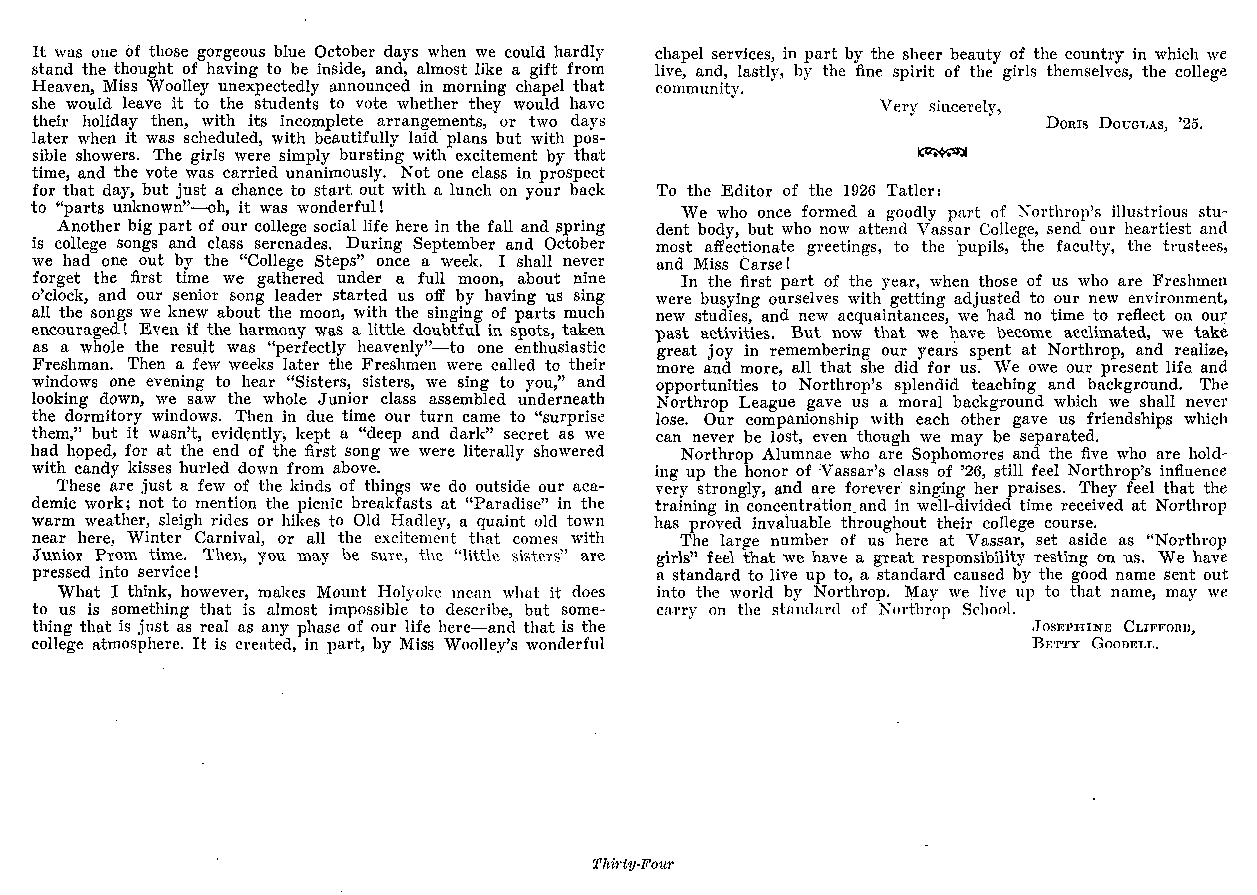 It was one of those gorgeous blue October days when we could hardly
stand the thought of having to be inside, and, almost like a gift from
Heaven, Miss Woolley unexpectedly announced in morning chapel that
she would leave it to the students to vote whether they would have
their holiday then, with its incomplete arrangements, or two days
later when it was scheduled, with beautifully laid plans but with pos-
sible showers. The girls were simply bursting with excitement by that
time, and the vote was carried unanimously. Not one class in prospect
for that day, but just a chance to start out with a lunch on your back
to “parts unknown”—oh, it was wonderful!
Another big part of our college social life here in the fall and spring
is college songs and class serenades. During September and October
we had one out by the “College Steps” once a week. I shall never
forget the first time we gathered under a full moon, about nine
o’clock, and our senior song leader started us off by having us sing
all the songs we knew about the moon, with the singing of parts much
encouraged! Even if the harmony was a little doubtful in spots, taken
as a whole the result was “perfectly heavenly”—to one enthusiastic
Freshman. Then a few weeks later the Freshmen were called to their
windows one evening to hear “Sisters, sisters, we sing to you,” and
looking down, we saw the whole Junior class assembled underneath
the dormitory windows. Then in due time our turn came to “surprise
them,” but it wasn’t, evidently, kept a “deep and dark” secret as we
had hoped, for at the end of the first song we were literally showered
with candy kisses hurled down from above.
These are just a few of the kinds of things we do outside our aca-
demic work; not to mention the picnic breakfasts at “Paradise” in the
warm weather, sleigh rides or hikes to Old Hadley, a quaint old town
near here, Winter Carnival, or all the excitement that comes with
Junior Prom time. Then, you may be sure, the “little sisters” are
pressed into service!
What I think, however, makes Mount Holyoke mean what it does
to us is something that is almost impossible to describe, but some-
thing that is just as real as any phase of our life here—and that is the
college atmosphere. It is created, in part, by Miss Woolley’s wonderful
chapel services, in part by the sheer beauty of the country in which we
live, and, lastly, by the fine spirit of the girls themselves, the college
community.
Very sincerely,
DORIS DOUGLAS, ’25.
To the Editor of the 1926 Tatler:
We who once formed a goodly part of Northrop’s illustrious stu-
dent body, but who now attend Vassar College, send our heartiest and
most affectionate greetings, to the pupils, the faculty, the trustees,
and Miss Carse!
In the first part of the year, when those of us who are Freshmen
were busying ourselves with getting adjusted to our new environment,
new studies, and new acquaintances, we had no time to reflect on our
past activities. But now that we have become acclimated, we take
great joy in remembering our years spent at Northrop, and realize,
more and more, all that she did for us. We owe our present life and
opportunities to Northrop’s splendid teaching and background. The
Northrop League gave us a moral background which we shall never
lose. Our companionship with each other gave us friendships which
can never be lost, even though we may be separated.
Northrop Alumnae who are Sophomores and the five who are hold-
ing up the honor of Vassar’s class of ’26, still feel Northrop’s influence
very strongly, and are forever singing her praises. They feel that the
training in concentration and in well-divided time received at Northrop
has proved invaluable throughout their college course.
The large number of us here at Vassar, set aside as “Northrop
girls” feel that we have a great responsibility resting on us. We have
a standard to live up to, a standard caused by the good name sent out
into the world by Northrop. May we live up to that name, may we
carry on the standard of Northrop School.
JOSEPHINE CLIFFORD,
BETTY GOODELL.
Thirty-Four